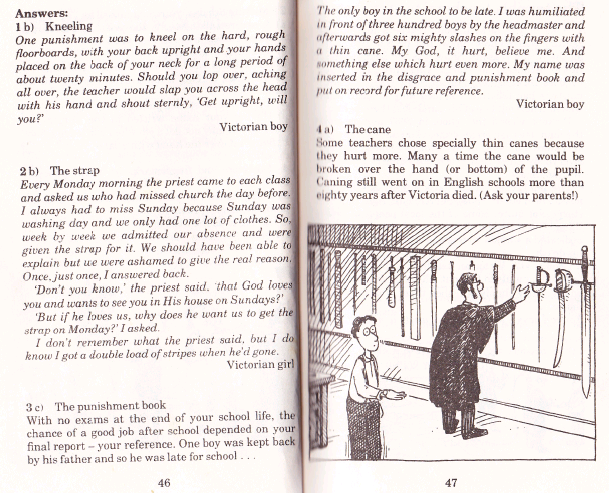 Answers:
1 b) Kneeling
One punishment was to kneel on the hard, rough
floorboards, with your back upright and your hands
placed on the back of your neck for a long period of
about twenty minutes. Should you lop over, aching
all over, the teacher would slap you across the head
with his hand and shout sternly, ‘Get upright, will
you?’
Victorian boy
2 b) The strap
Every Monday morning the priest came to each class
and asked us who had missed church the day before.
I always had to miss Sunday because Sunday was
washing day and we only had one lot of clothes. So,
week by week we admitted our absence and were
given the strap for it. We should have been able to
explain but we were ashamed to give the real reason.
Once, just once, I answered back.
‘Don't you know,’ the priest said, ‘that God loves
you and wants to see you in His house on Sundays?’
‘But if he loves us, why does he want us to get the
strap on Monday?’ I asked.
I don't remember what the priest said, but I do
know I got a double load of stripes when he'd gone.
Victorian girl
3 c) The punishment book
With no exams at the end of your school life, the
chance of a good job after school depended on your
final report – your reference. One boy was kept back
by his father and so he was late for school . . .
46
The only boy in the school to be late. I was humiliated
in front of three hundred boys by the headmaster and
afterwards got six mighty slashes on the fingers with
a thin cane. My God, it hurt, believe me. And
something else which hurt even more. My name was
inserted in the disgrace and punishment book and
put on record for future reference.
Victorian boy
4 a) The cane
Some teachers chose specially thin canes because
they hurt more. Many a time the cane would be
broken over the hand (or bottom) of the pupil.
Caning still went on in English schools more than
eighty years after Victoria died. (Ask your parents!)
47